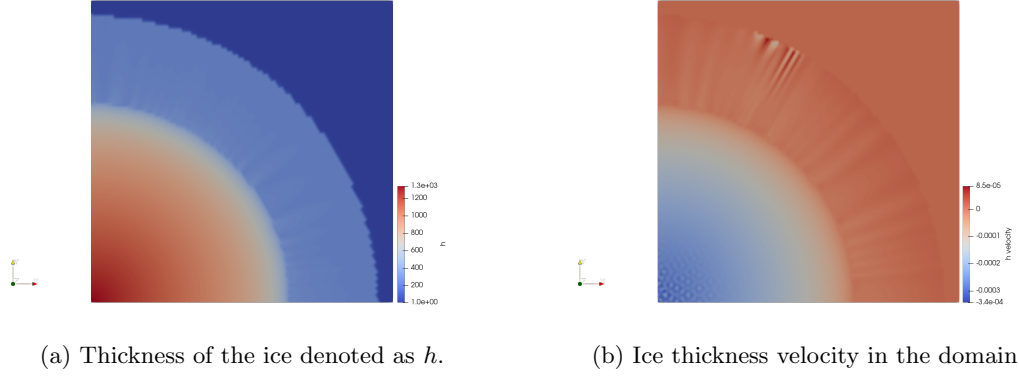 1.3e+03
1200
1000
800
600
400
200
1.0e+00
h
8.5e-05
0
-0.0001
-0.0002
-0.0003
-3.4e-04
h velocity
(a) Thickness of the ice denoted as h.
(b) Ice thickness velocity in the domain